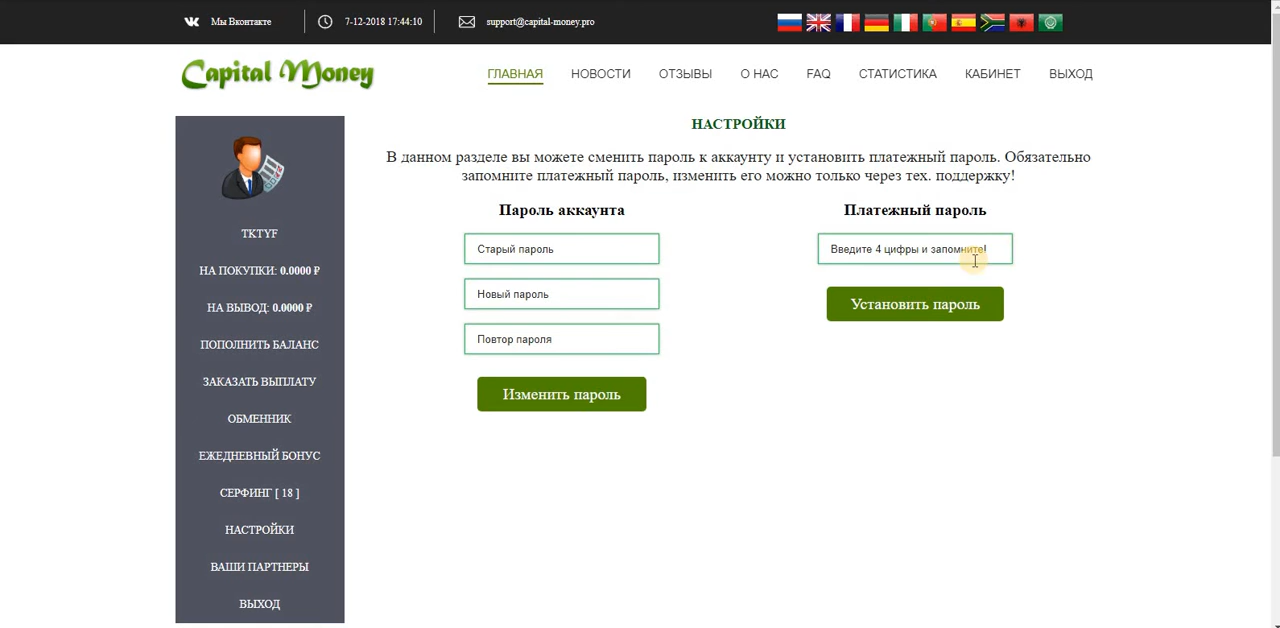 Мы Вконтакте
7-12-2018 17:44:10
support@capital-money.pro
Capital Money
ГЛАВНАЯ НОВОСТИ ОТЗЫВЫ О НАС FAQ СТАТИСТИКА КАБИНЕТ ВЫХОД
TKTYF
НА ПОКУПКИ: 0.0000 ₽
НА ВЫВОД: 0.0000 ₽
ПОПОЛНИТЬ БАЛАНС
ЗАКАЗАТЬ ВЫПЛАТУ
ОБМЕННИК
ЕЖЕДНЕВНЫЙ БОНУС
СЕРФИНГ [ 18 ]
НАСТРОЙКИ
ВАШИ ПАРТНЕРЫ
ВЫХОД
НАСТРОЙКИ
В данном разделе вы можете сменить пароль к аккаунту и установить платежный пароль. Обязательно
запомните платежный пароль, изменить его можно только через тех. поддержку!
Пароль аккаунта
Старый пароль
Новый пароль
Повтор пароля
Изменить пароль
Платежный пароль
Введите 4 цифры и запомните!
Установить пароль